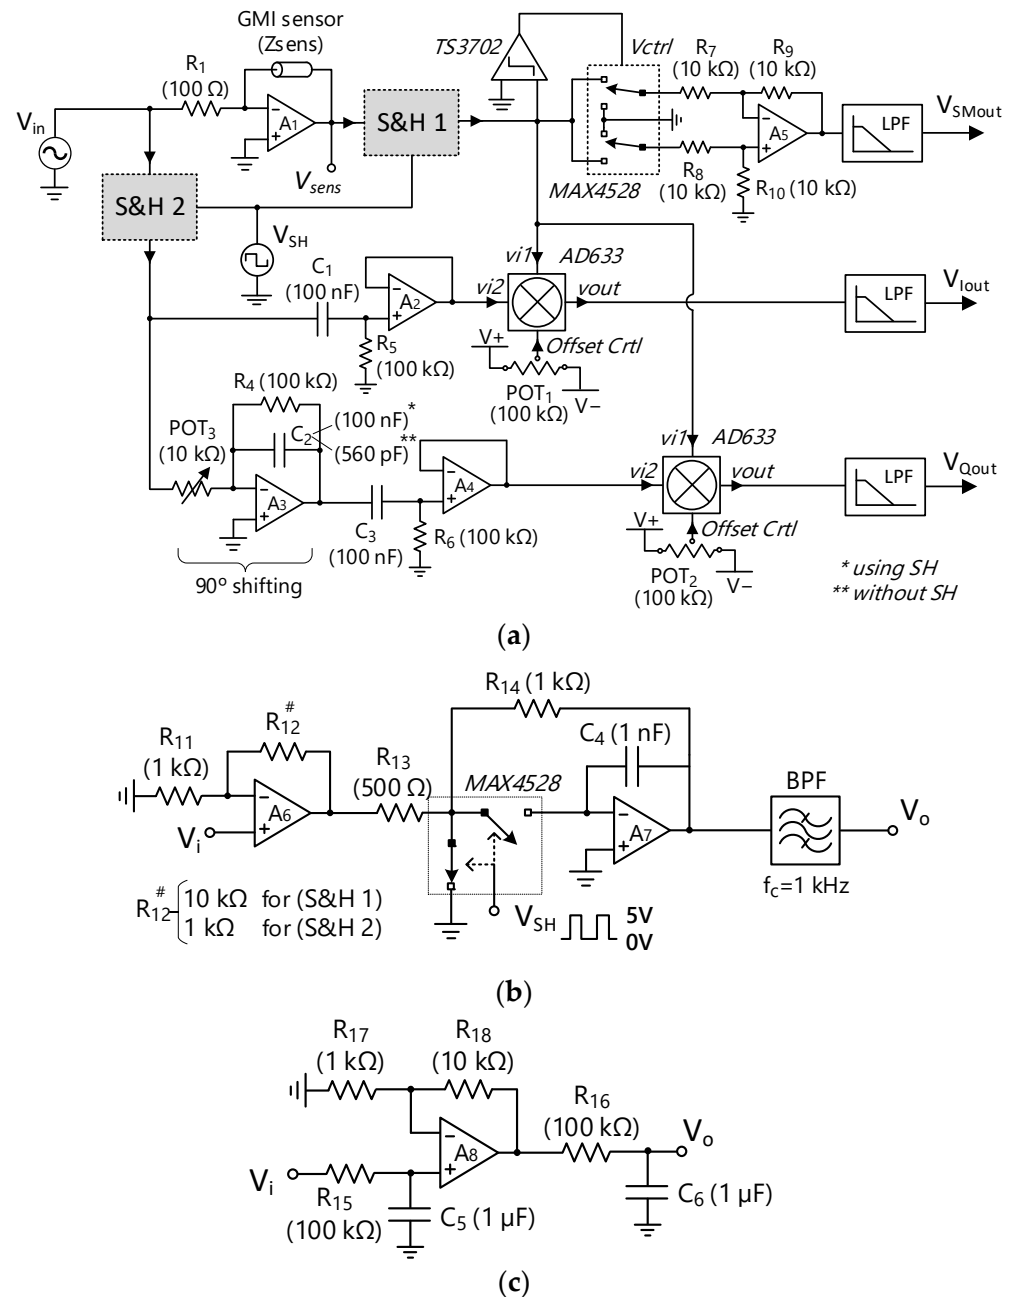 GMI sensor
(Zsens)
R1
(100 Ω)
Vin
A1
−
+
S&H 1
Vsens
S&H 2
VSH
TS3702
Vctrl
MAX4528
R7
(10 kΩ)
R9
(10 kΩ)
R8
(10 kΩ)
R10 (10 kΩ)
A5
−
+
LPF
VSMout
C1
(100 nF)
A2
−
+
R5
(100 kΩ)
vi1
AD633
vi2
vout
Offset Crtl
V+
POT1
(100 kΩ)
V−
LPF
VIout
R4 (100 kΩ)
POT3
(10 kΩ)
C2
(100 nF)*
(560 pF)**
A3
−
+
90º shifting
C3
(100 nF)
A4
−
+
R6 (100 kΩ)
vi1
AD633
vi2
vout
Offset Crtl
V+
POT2
(100 kΩ)
V−
LPF
VQout
* using SH
** without SH
(a)
R14 (1 kΩ)
C4 (1 nF)
R12#
R11
(1 kΩ)
R13
(500 Ω)
MAX4528
BPF
A6
−
+
A7
−
+
Vi
Vo
fc=1 kHz
R12#
10 kΩ for (S&H 1)
1 kΩ for (S&H 2)
VSH
5V
0V
(b)
R17
(1 kΩ)
R18
(10 kΩ)
R16
(100 kΩ)
A8
−
+
Vo
Vi
R15
(100 kΩ)
C5 (1 µF)
C6 (1 µF)
(c)